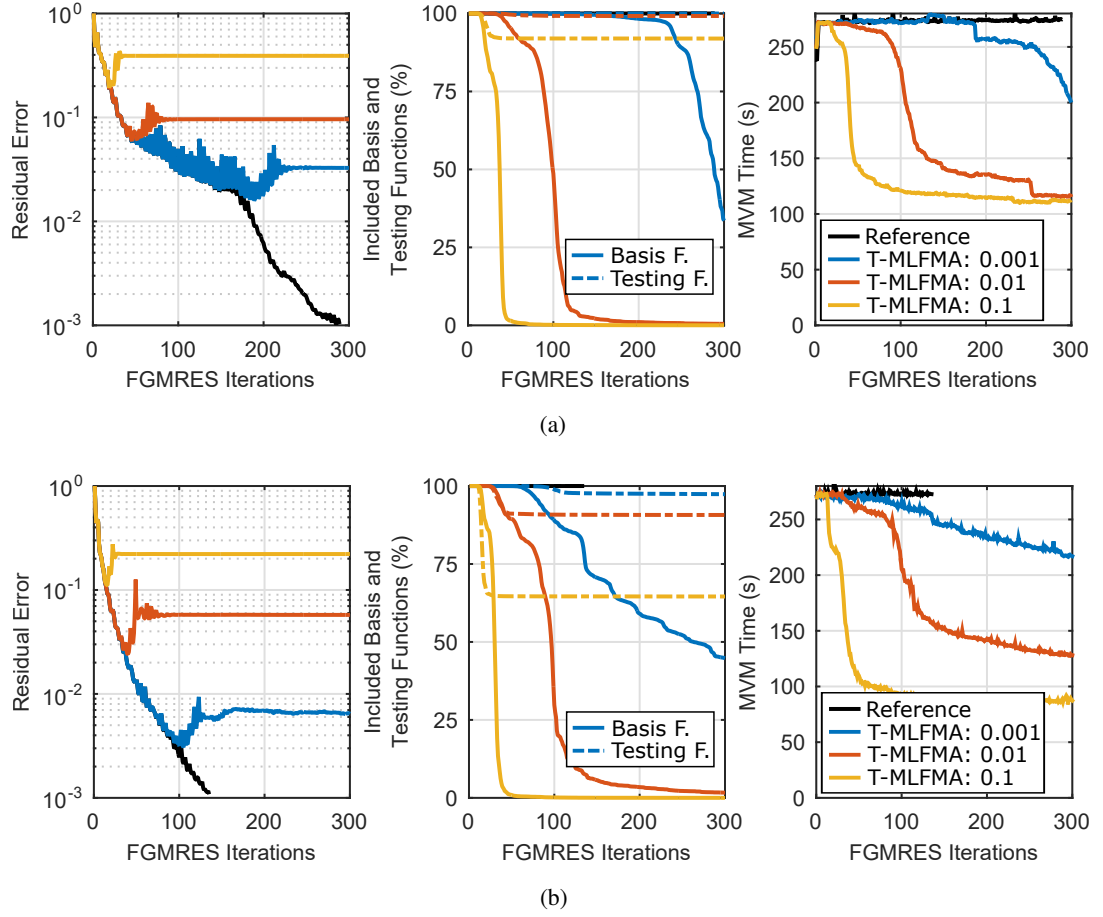 10^0
10^-1
10^-2
10^-3
Residual Error
0 100 200 300
FGMRES Iterations
100
75
50
25
0
Included Basis and
Testing Functions (%)
Basis F.
Testing F.
0 100 200 300
FGMRES Iterations
250
200
150
100
50
0
MVM Time (s)
Reference
T-MLFMA: 0.001
T-MLFMA: 0.01
T-MLFMA: 0.1
0 100 200 300
FGMRES Iterations
(a)
10^0
10^-1
10^-2
10^-3
Residual Error
0 100 200 300
FGMRES Iterations
100
75
50
25
0
Included Basis and
Testing Functions (%)
Basis F.
Testing F.
0 100 200 300
FGMRES Iterations
250
200
150
100
50
0
MVM Time (s)
Reference
T-MLFMA: 0.001
T-MLFMA: 0.01
T-MLFMA: 0.1
0 100 200 300
FGMRES Iterations
(b)